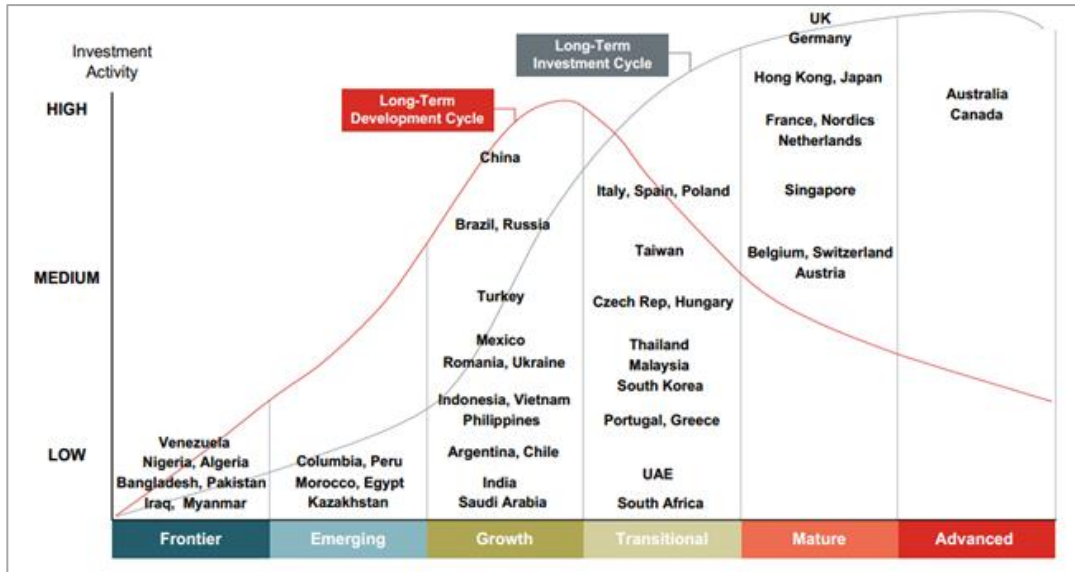 Investment
Activity
HIGH
MEDIUM
LOW
Long-Term
Development Cycle
Long-Term
Investment Cycle
Venezuela
Nigeria, Algeria
Bangladesh, Pakistan
Iraq, Myanmar
Columbia, Peru
Morocco, Egypt
Kazakhstan
China
Brazil, Russia
Turkey
Mexico
Romania, Ukraine
Indonesia, Vietnam
Philippines
Argentina, Chile
India
Saudi Arabia
Italy, Spain, Poland
Taiwan
Czech Rep, Hungary
Thailand
Malaysia
South Korea
Portugal, Greece
UAE
South Africa
UK
Germany
Hong Kong, Japan
France, Nordics
Netherlands
Singapore
Belgium, Switzerland
Austria
Australia
Canada
Frontier
Emerging
Growth
Transitional
Mature
Advanced